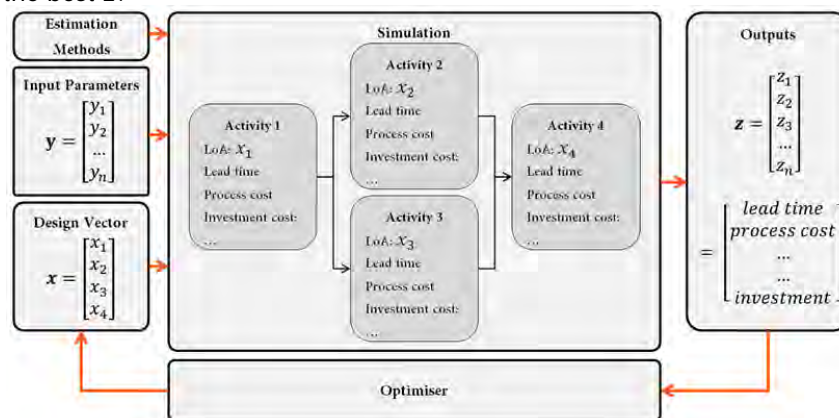 Estimation
Methods
Input Parameters
y = [y1 y2 ... yn]
Design Vector
x = [x1 x2 x3 x4]
Simulation
Activity 1
LoA: x1
Lead time
Process cost
Investment cost:
...
Activity 2
LoA: x2
Lead time
Process cost
Investment cost:
...
Activity 3
LoA: x3
Lead time
Process cost
Investment cost:
...
Activity 4
LoA: x4
Lead time
Process cost
Investment cost:
...
Outputs
z = [z1 z2 z3 ... zn]
= [lead time
process cost
...
...
investment]
Optimiser